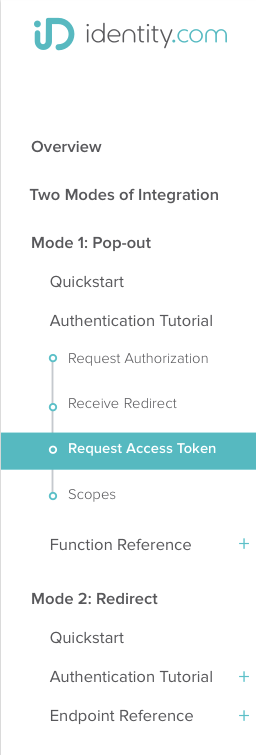 iD identity.com
Overview
Two Modes of Integration
Mode 1: Pop-out
Quickstart
Authentication Tutorial
Request Authorization
Receive Redirect
Request Access Token
Scopes
Function Reference +
Mode 2: Redirect
Quickstart
Authentication Tutorial +
Endpoint Reference +